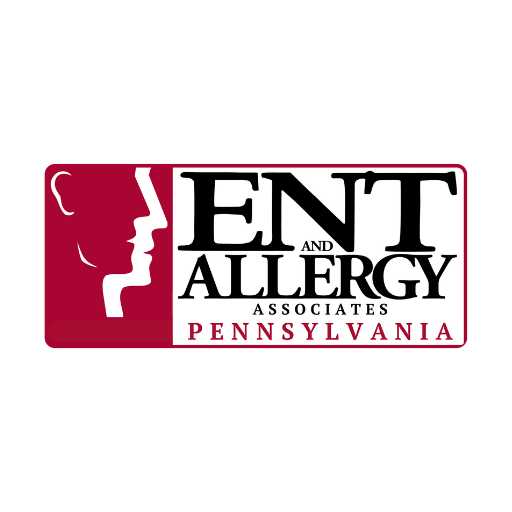 ENT
AND
ALLERGY
ASSOCIATES
PENNSYLVANIA